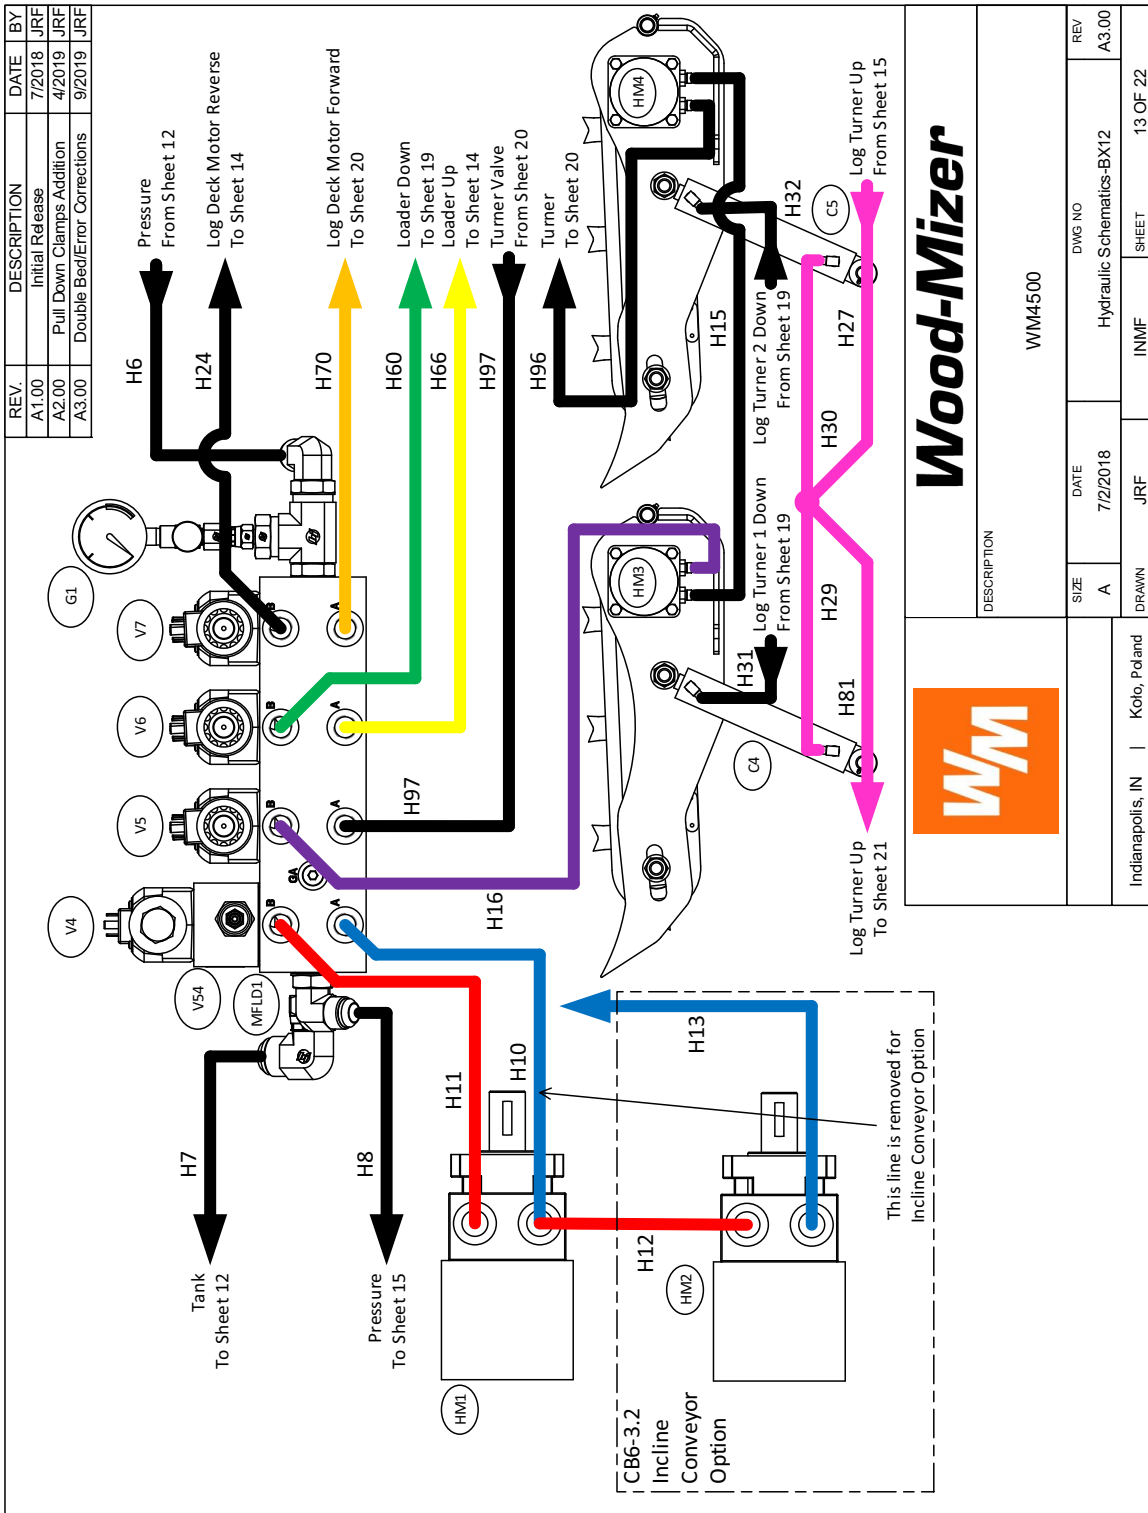 REV. DESCRIPTION DATE BY
A1.00 Initial Release 7/2018 JRF
A2.00 Pull Down Clamps Addition 4/2019 JRF
A3.00 Double Bed/Error Corrections 9/2019 JRF
Pressure
From Sheet 12
H6
Log Deck Motor Reverse
To Sheet 14
H24
Log Deck Motor Forward
To Sheet 20
H70
Loader Down
To Sheet 19
H60
Loader Up
To Sheet 14
H66
Turner Valve
From Sheet 20
H97
Turner
To Sheet 20
H96
G1
V7
V6
V5
V4
V54
MFLD1
B
A
B
A
B
A
B
A
GA
H97
H16
H11
H10
H7
Tank
To Sheet 12
H8
Pressure
To Sheet 15
HM1
HM2
HM3
HM4
H12
H13
CB6-3.2
Incline
Conveyor
Option
This line is removed for
Incline Conveyor Option
H15
H31
Log Turner 1 Down
From Sheet 19
H32
Log Turner 2 Down
From Sheet 19
C4
C5
H29
H30
H27
H81
Log Turner Up
From Sheet 15
Log Turner Up
To Sheet 21
WM
Wood-Mizer
DESCRIPTION
WM4500
SIZE
A
DATE
7/2/2018
DWG NO
Hydraulic Schematics-BX12
REV
A3.00
Indianapolis, IN | Koło, Poland
DRAWN JRF
INMF
SHEET 13 OF 22